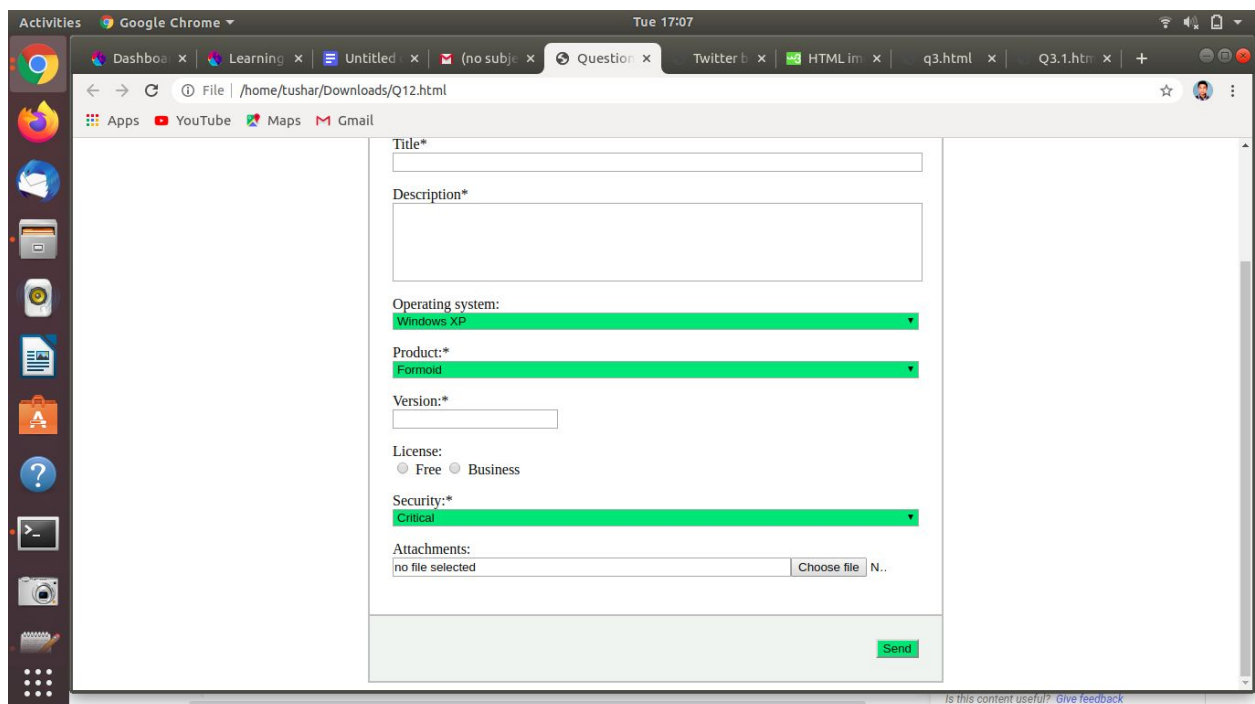 Activities Google Chrome Tue 17:07
Dashboa Learning Untitled (no subje Question Twitter b HTML im q3.html Q3.1.htm
File /home/tushar/Downloads/Q12.html
Apps YouTube Maps Gmail
Title*
Description*
Operating system:
Windows XP
Product:*
Formoid
Version:*
License:
Free Business
Security:*
Critical
Attachments:
no file selected Choose file N..
Send
Is this content useful? Give feedback